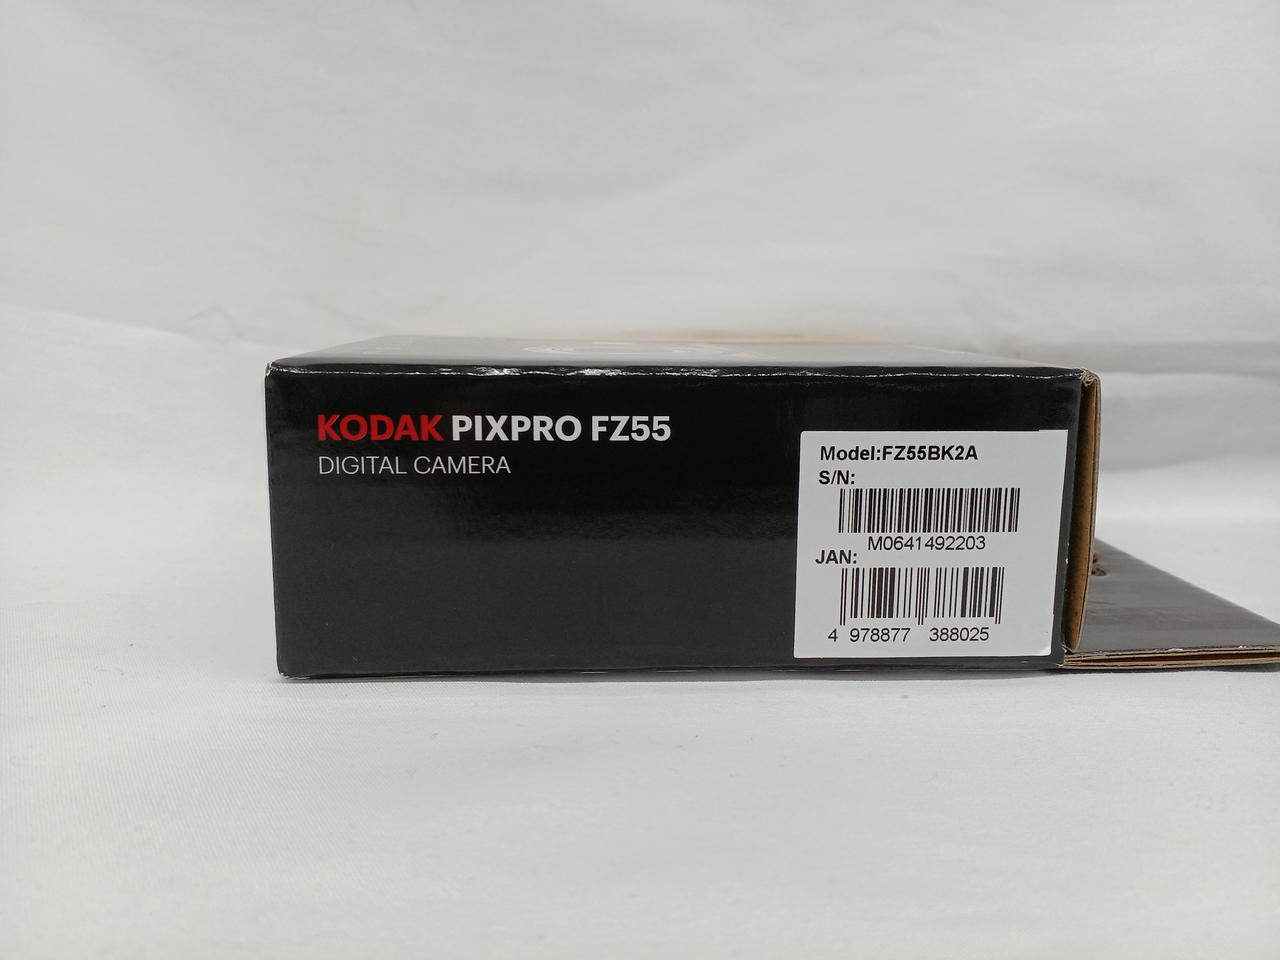 KODAK PIXPRO FZ55
DIGITAL CAMERA
Model:FZ55BK2A
S/N:
M0641492203
JAN:
4 978877 388025